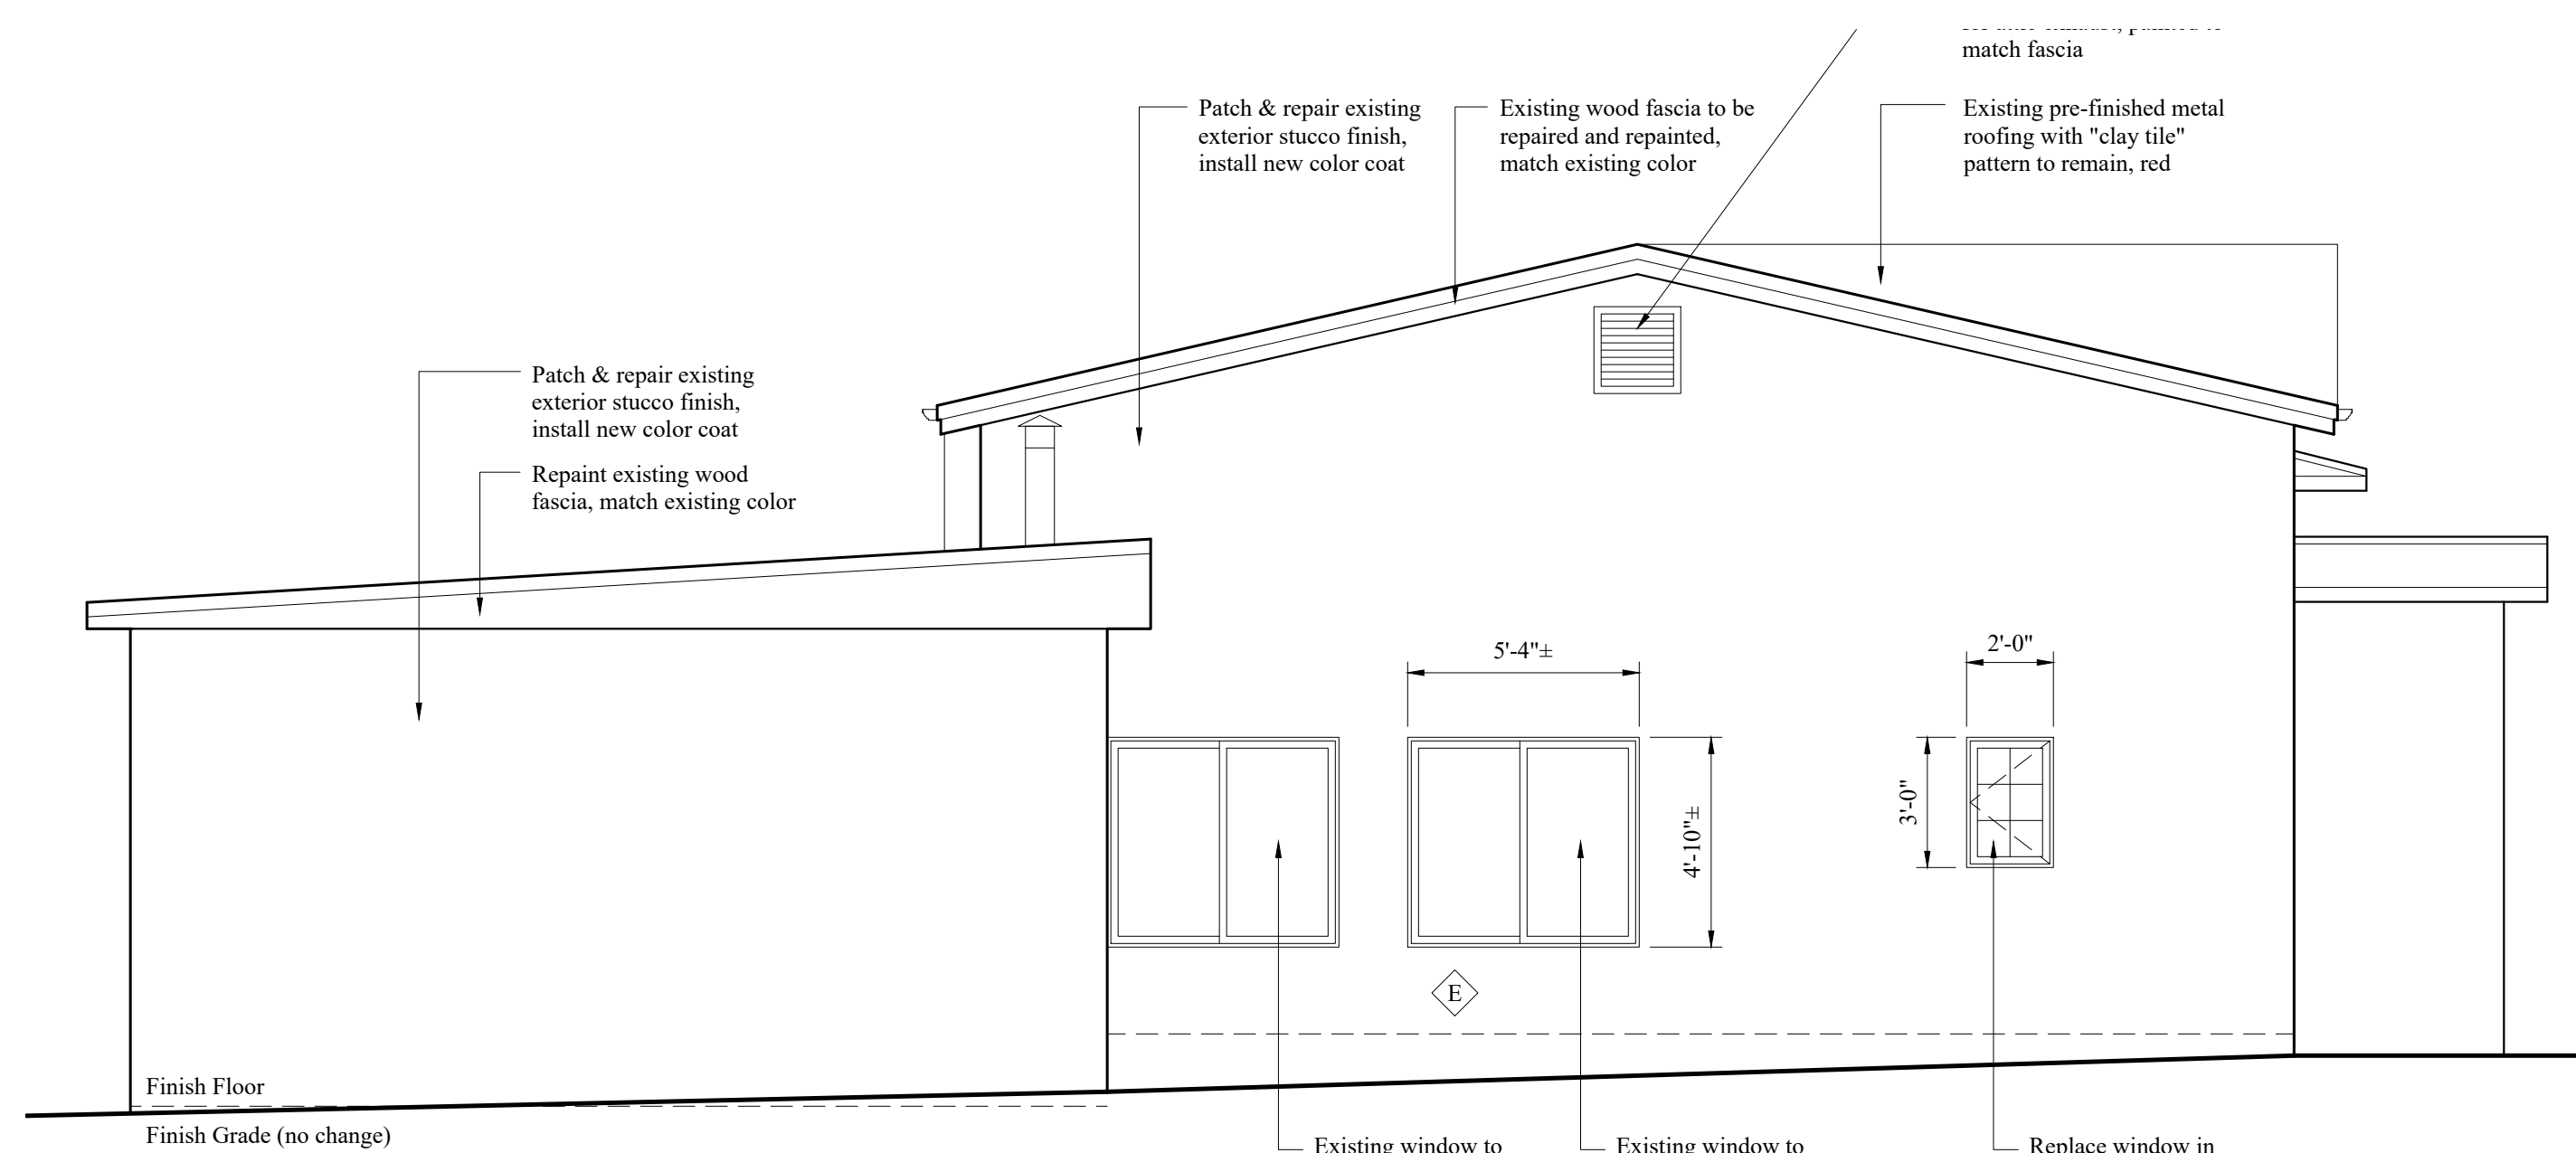 match fascia
Patch & repair existing
exterior stucco finish,
install new color coat
Existing wood fascia to be
repaired and repainted,
match existing color
Existing pre-finished metal
roofing with "clay tile"
pattern to remain, red
Patch & repair existing
exterior stucco finish,
install new color coat
Repaint existing wood
fascia, match existing color
5'-4"±
2'-0"
4'-10"±
3'-0"
E
Finish Floor
Finish Grade (no change)
Existing window to
Existing window to
Replace window in